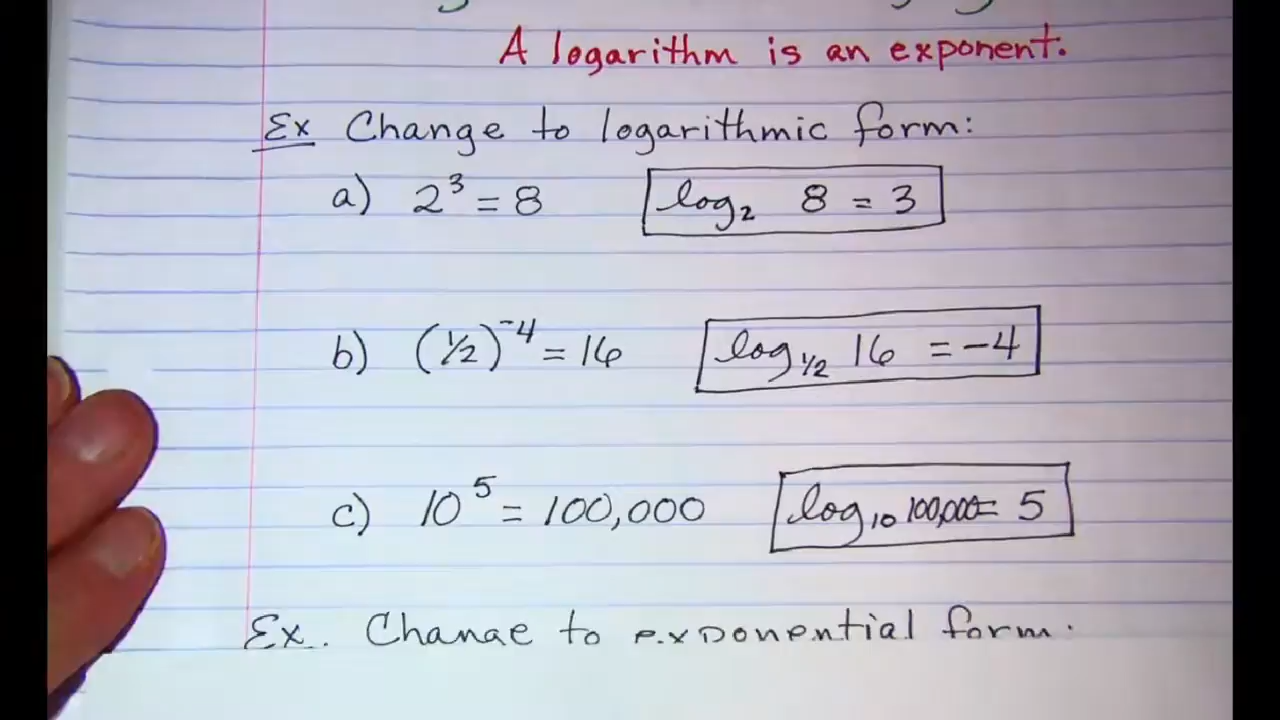 A logarithm is an exponent.
Ex Change to logarithmic form:
a) 2³ = 8 log₂ 8 = 3
b) (½)⁻⁴ = 16 log₁/₂ 16 = -4
c) 10⁵ = 100,000 log₁₀ 100,000 = 5
Ex. Change to exponential form.